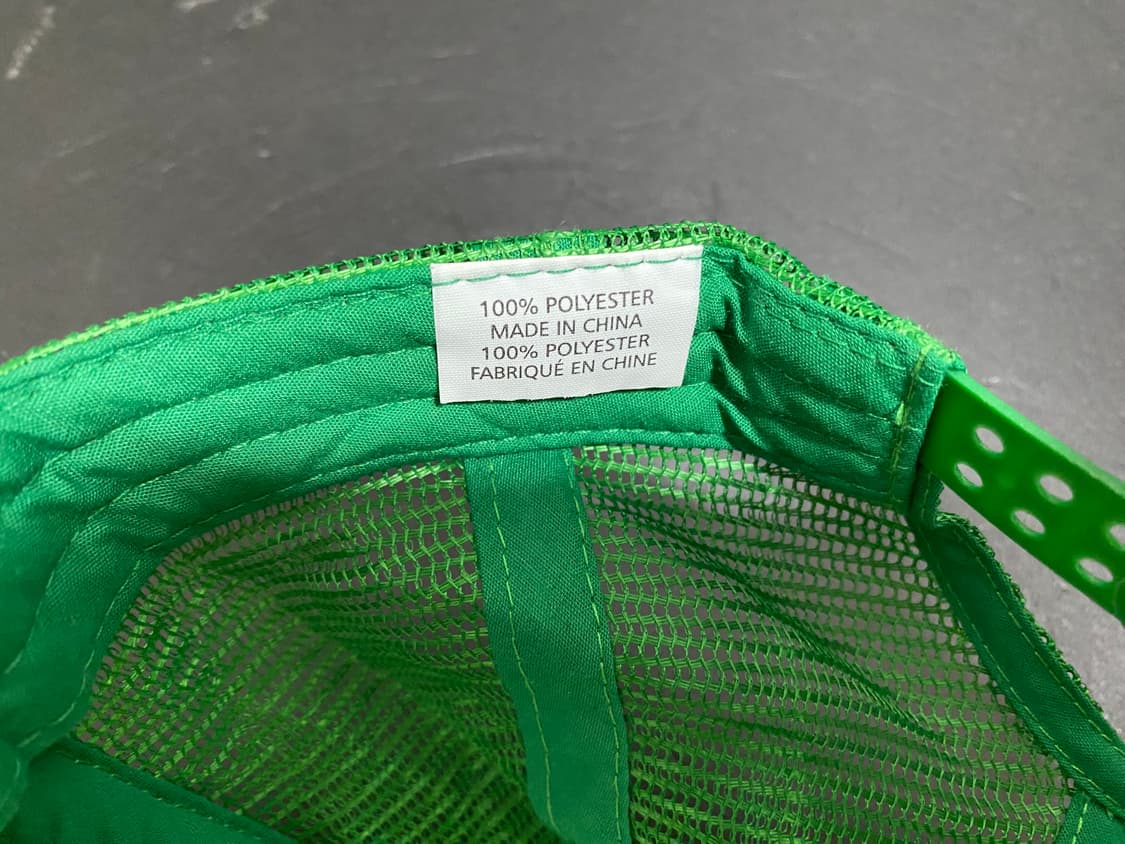 100% POLYESTER
MADE IN CHINA
100% POLYESTER
FABRIQUÉ EN CHINE